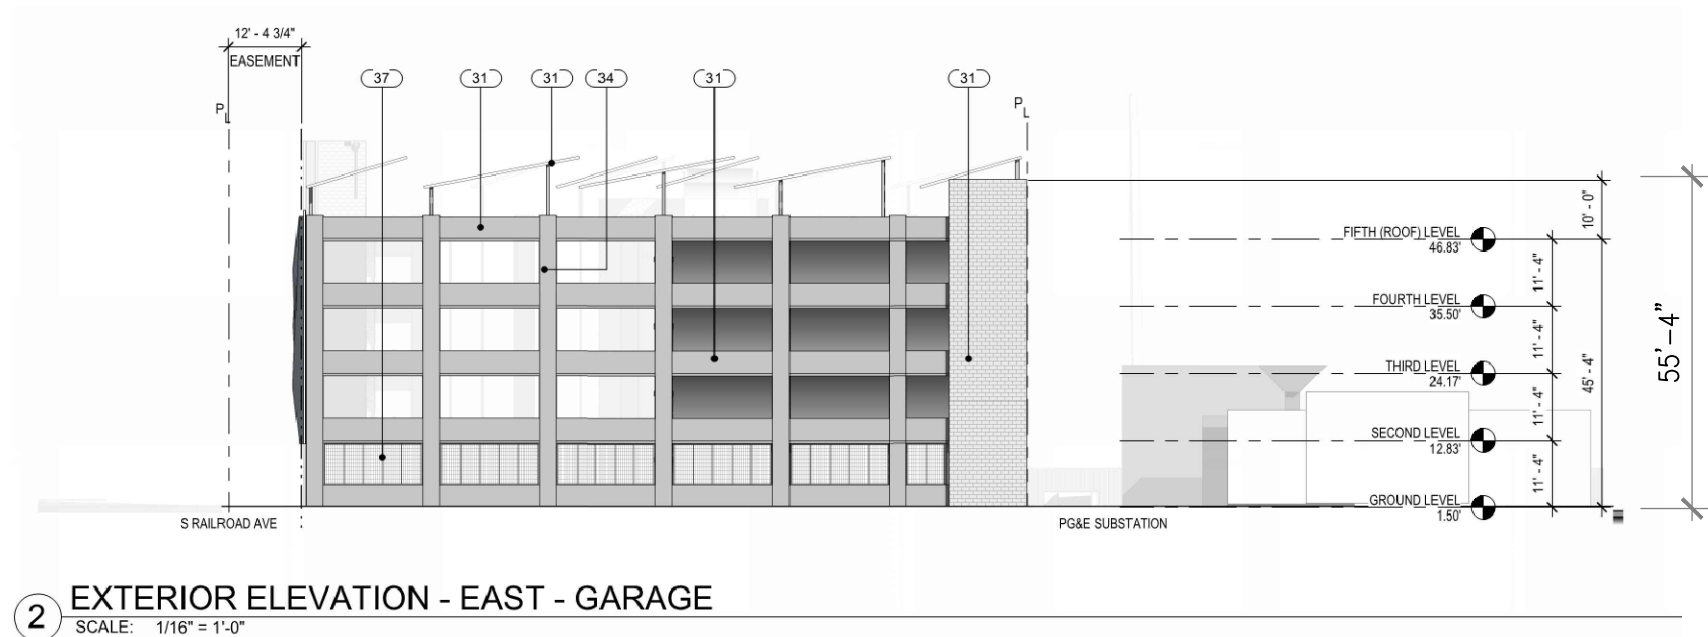 12' - 4 3/4"
EASEMENT
37
31
31
34
31
31
PL
PL
10' - 0"
FIFTH (ROOF) LEVEL
46.83'
11' - 4"
FOURTH LEVEL
35.50'
11' - 4"
45' - 4"
55'-4"
THIRD LEVEL
24.17'
11' - 4"
SECOND LEVEL
12.83'
11' - 4"
GROUND LEVEL
1.50'
S RAILROAD AVE
PG&E SUBSTATION
2
EXTERIOR ELEVATION - EAST - GARAGE
SCALE: 1/16" = 1'-0"